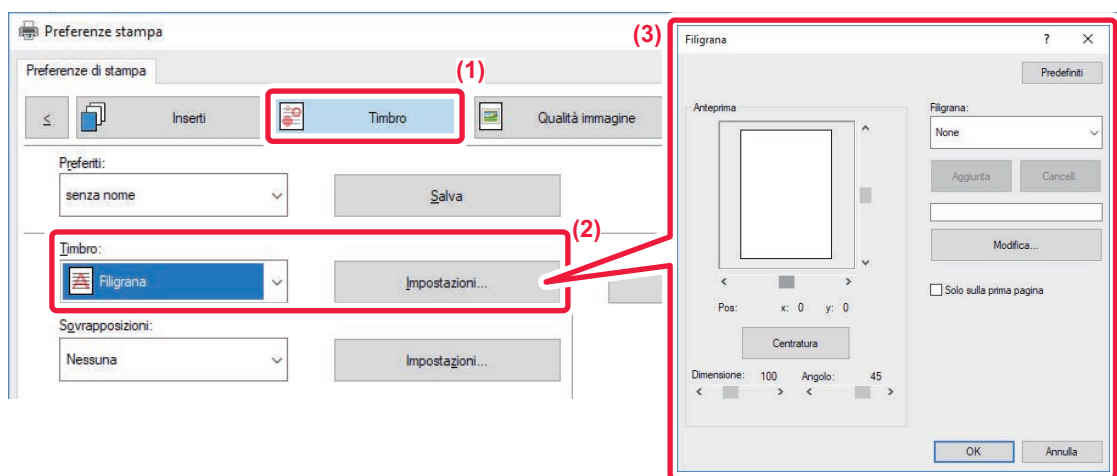 Preferenze stampa
Preferenze di stampa
(1)
<
Inserti
Timbro
Qualità immagine
Preferiti:
senza nome
Salva
(2)
Timbro:
Filigrana
Impostazioni...
Sovrapposizioni:
Nessuna
Impostazioni...
(3)
Filigrana
?
Predefiniti
Anteprima
Filigrana:
None
Aggiunta
Cancell.
Modifica...
Solo sulla prima pagina
Pos: x: 0 y: 0
Centratura
Dimensione: 100 Angolo: 45
OK
Annulla